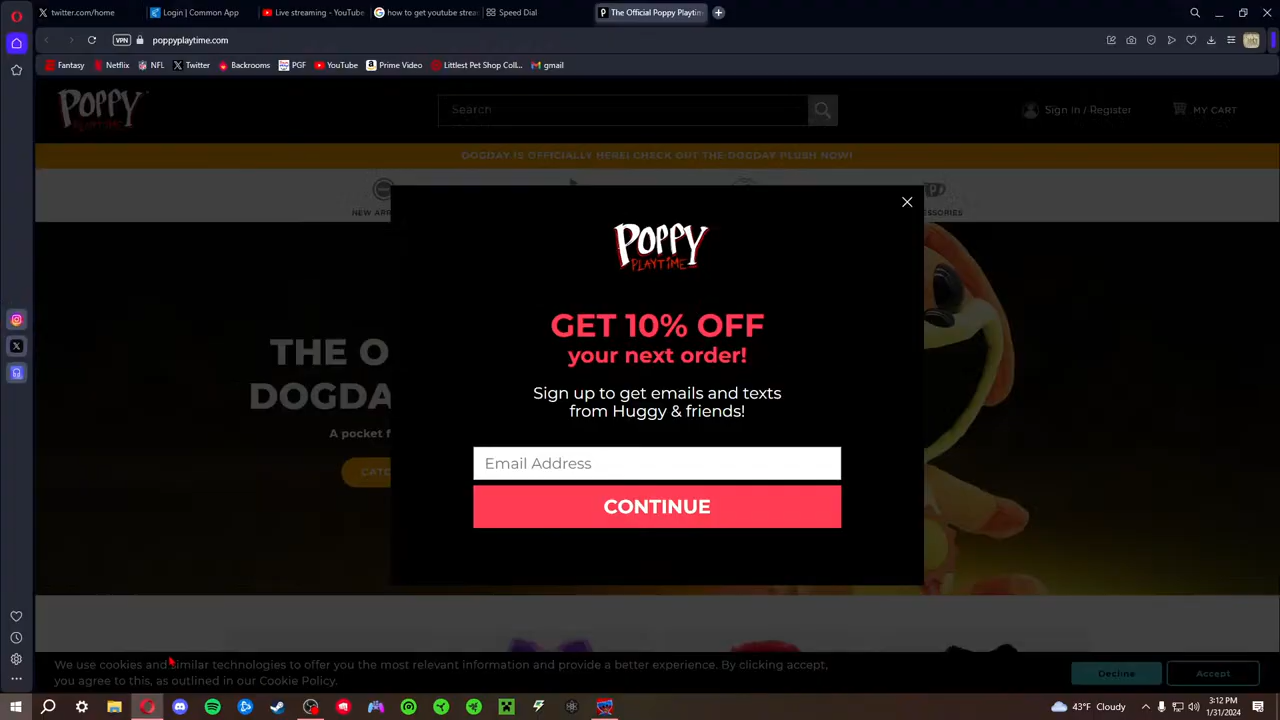 twitter.com/home
Login | Common App
Live streaming - YouTube
how to get youtube strea
Speed Dial
The Official Poppy Playtim
VPN
poppyplaytime.com
Fantasy
Netflix
NFL
Twitter
Backrooms
PGF
YouTube
Prime Video
Littlest Pet Shop Coll...
gmail
POPPY
PLAYTIME
Search
Sign in / Register
MY CART
DOGDAY IS OFFICIALLY HERE! CHECK OUT THE DOGDAY PLUSH NOW!
NEW ARR
SSORIES
POPPY
PLAYTIME
GET 10% OFF
your next order!
THE O
DOGDA
Sign up to get emails and texts
from Huggy & friends!
A pocket f
Email Address
CATC
CONTINUE
We use cookies and similar technologies to offer you the most relevant information and provide a better experience. By clicking accept,
you agree to this, as outlined in our Cookie Policy.
Decline
Accept
43°F Cloudy
3:12 PM
1/31/2024